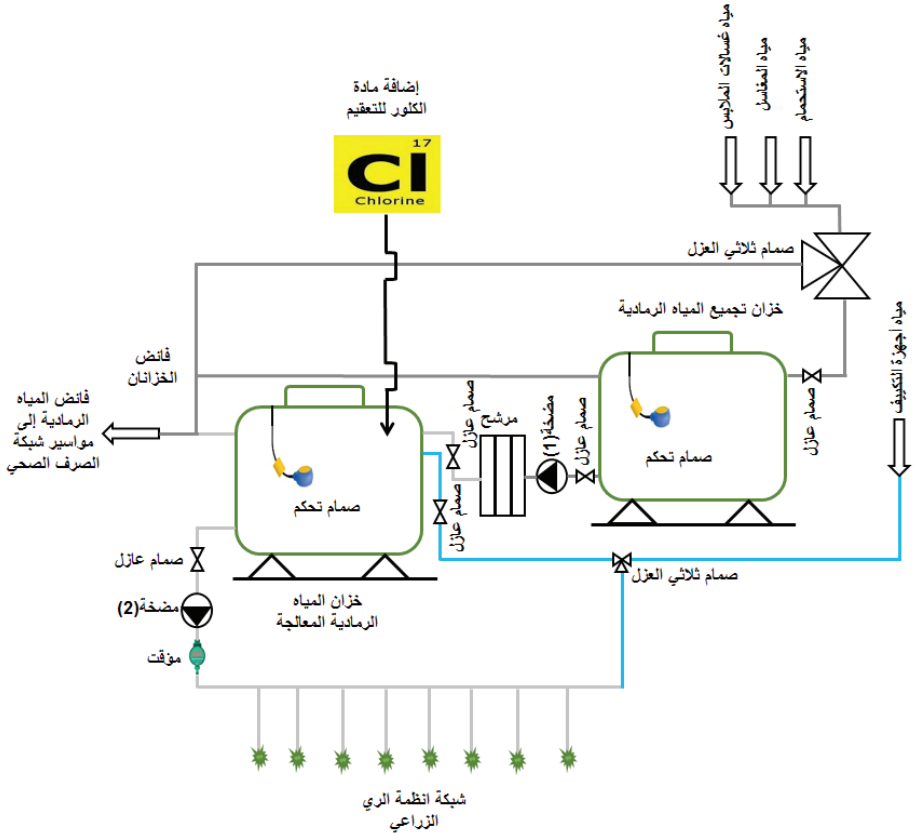 مياه غسالات الملابس
مياه المغاسل
مياه الاستحمام
إضافة مادة
الكلور للتعقيم
17
Cl
Chlorine
صمام ثلاثي العزل
خزان تجميع المياه الرمادية
مياه أجهزة التكييف
فائض
الخزانان
فائض المياه
الرمادية إلى
مواسير شبكة
الصرف الصحي
صمام عازل
مرشح
مضخة(1)
صمام عازل
صمام عازل
صمام تحكم
صمام تحكم
صمام عازل
صمام عازل
صمام ثلاثي العزل
خزان المياه
الرمادية المعالجة
مضخة(2)
مؤقت
شبكة انظمة الري
الزراعي